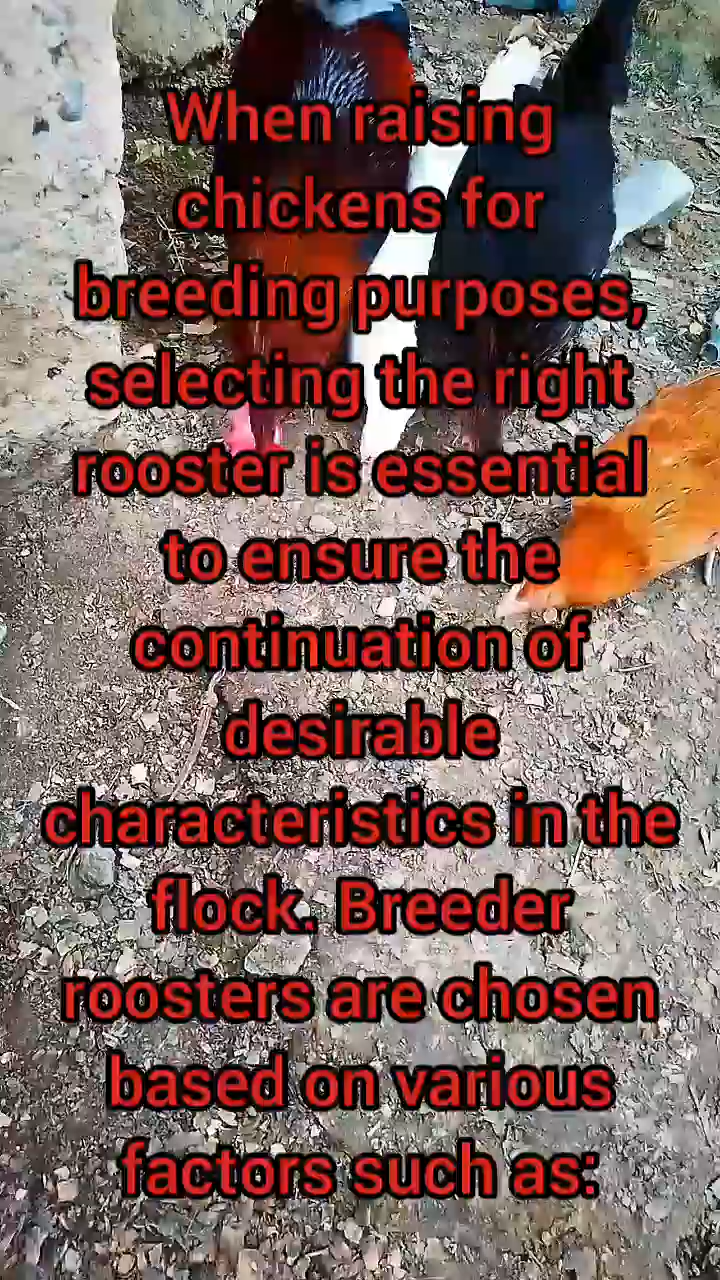 When raising
chickens for
breeding purposes,
selecting the right
rooster is essential
to ensure the
continuation of
desirable
characteristics in the
flock. Breeder
roosters are chosen
based on various
factors such as: